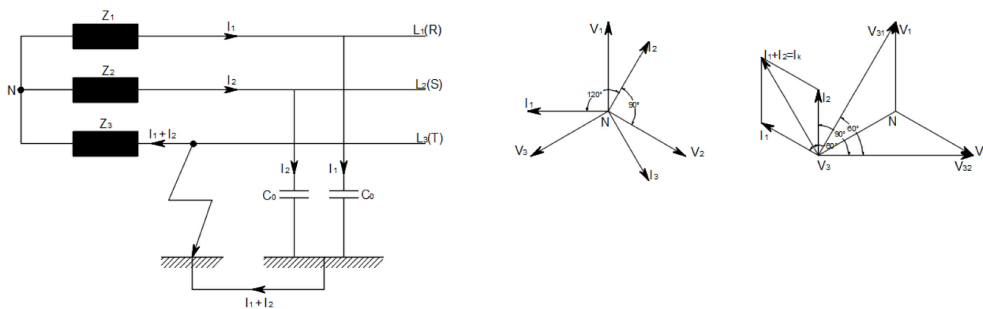 Z₁
I₁
L₁(R)
Z₂
I₂
L₂(S)
N
Z₃
I₁+I₂
L₃(T)
I₂
I₁
C₀
C₀
I₁+I₂
V₁
I₂
120°
90°
I₁
N
V₃
V₂
I₃
V₃₁
V₁
I₁+I₂=Iₖ
I₂
I₁
90°
60°
60°
N
V₃
V
V₃₂